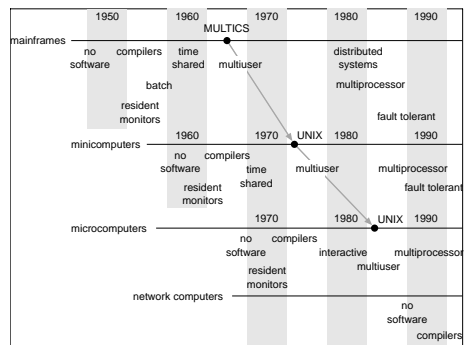 1950 1960 1970 1980 1990
MULTICS
mainframes
no compilers time distributed
software shared multiuser systems
batch multiprocessor
resident
monitors
fault tolerant
1960 1970 UNIX 1980 1990
minicomputers
no compilers
software time multiuser multiprocessor
resident shared fault tolerant
monitors
1970 1980 UNIX 1990
microcomputers
no compilers
software interactive multiprocessor
resident multiuser
monitors
network computers
no
software
compilers